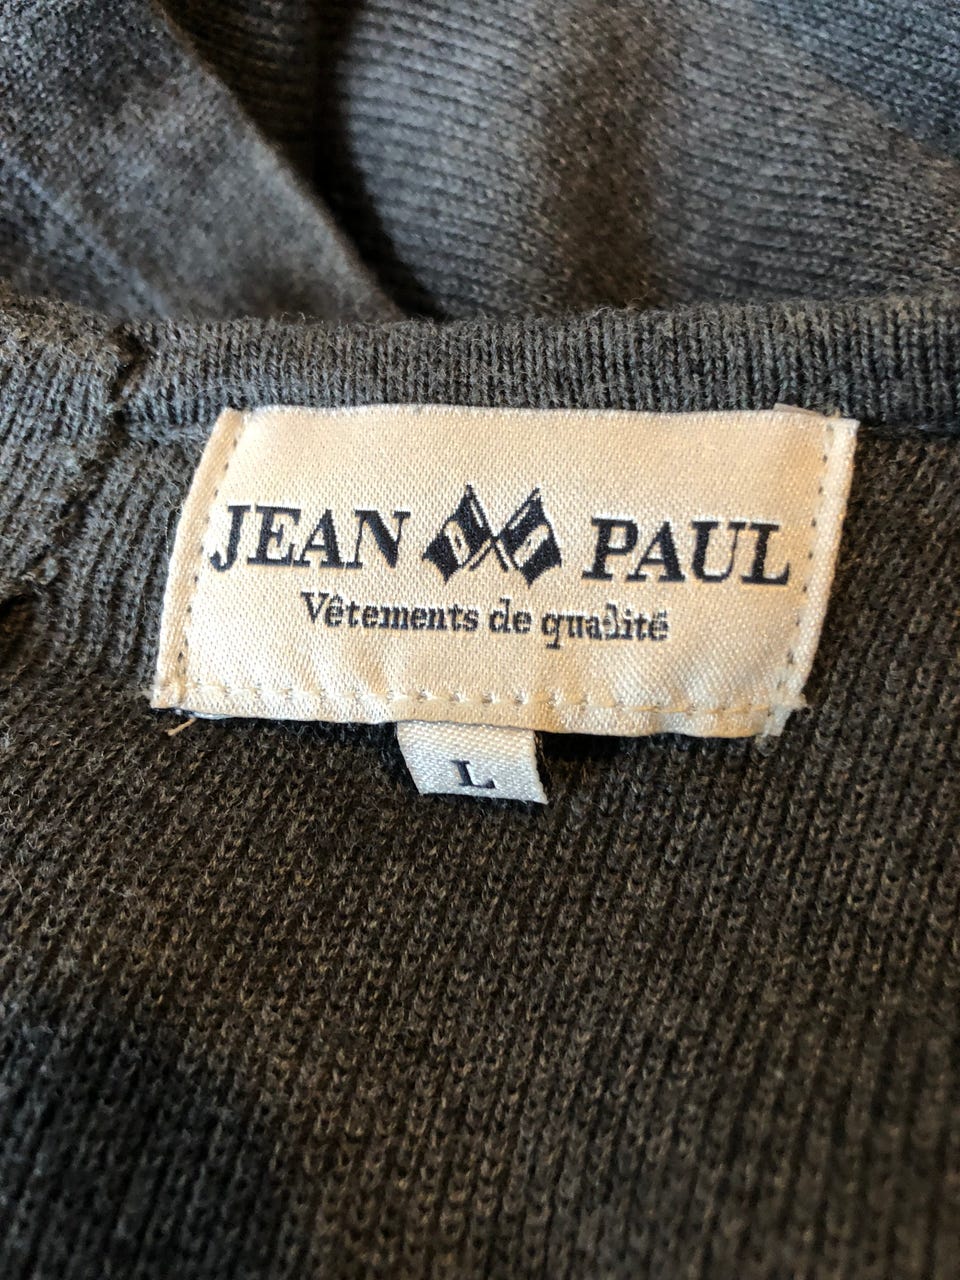 JEAN PAUL
Vêtements de qualité
L